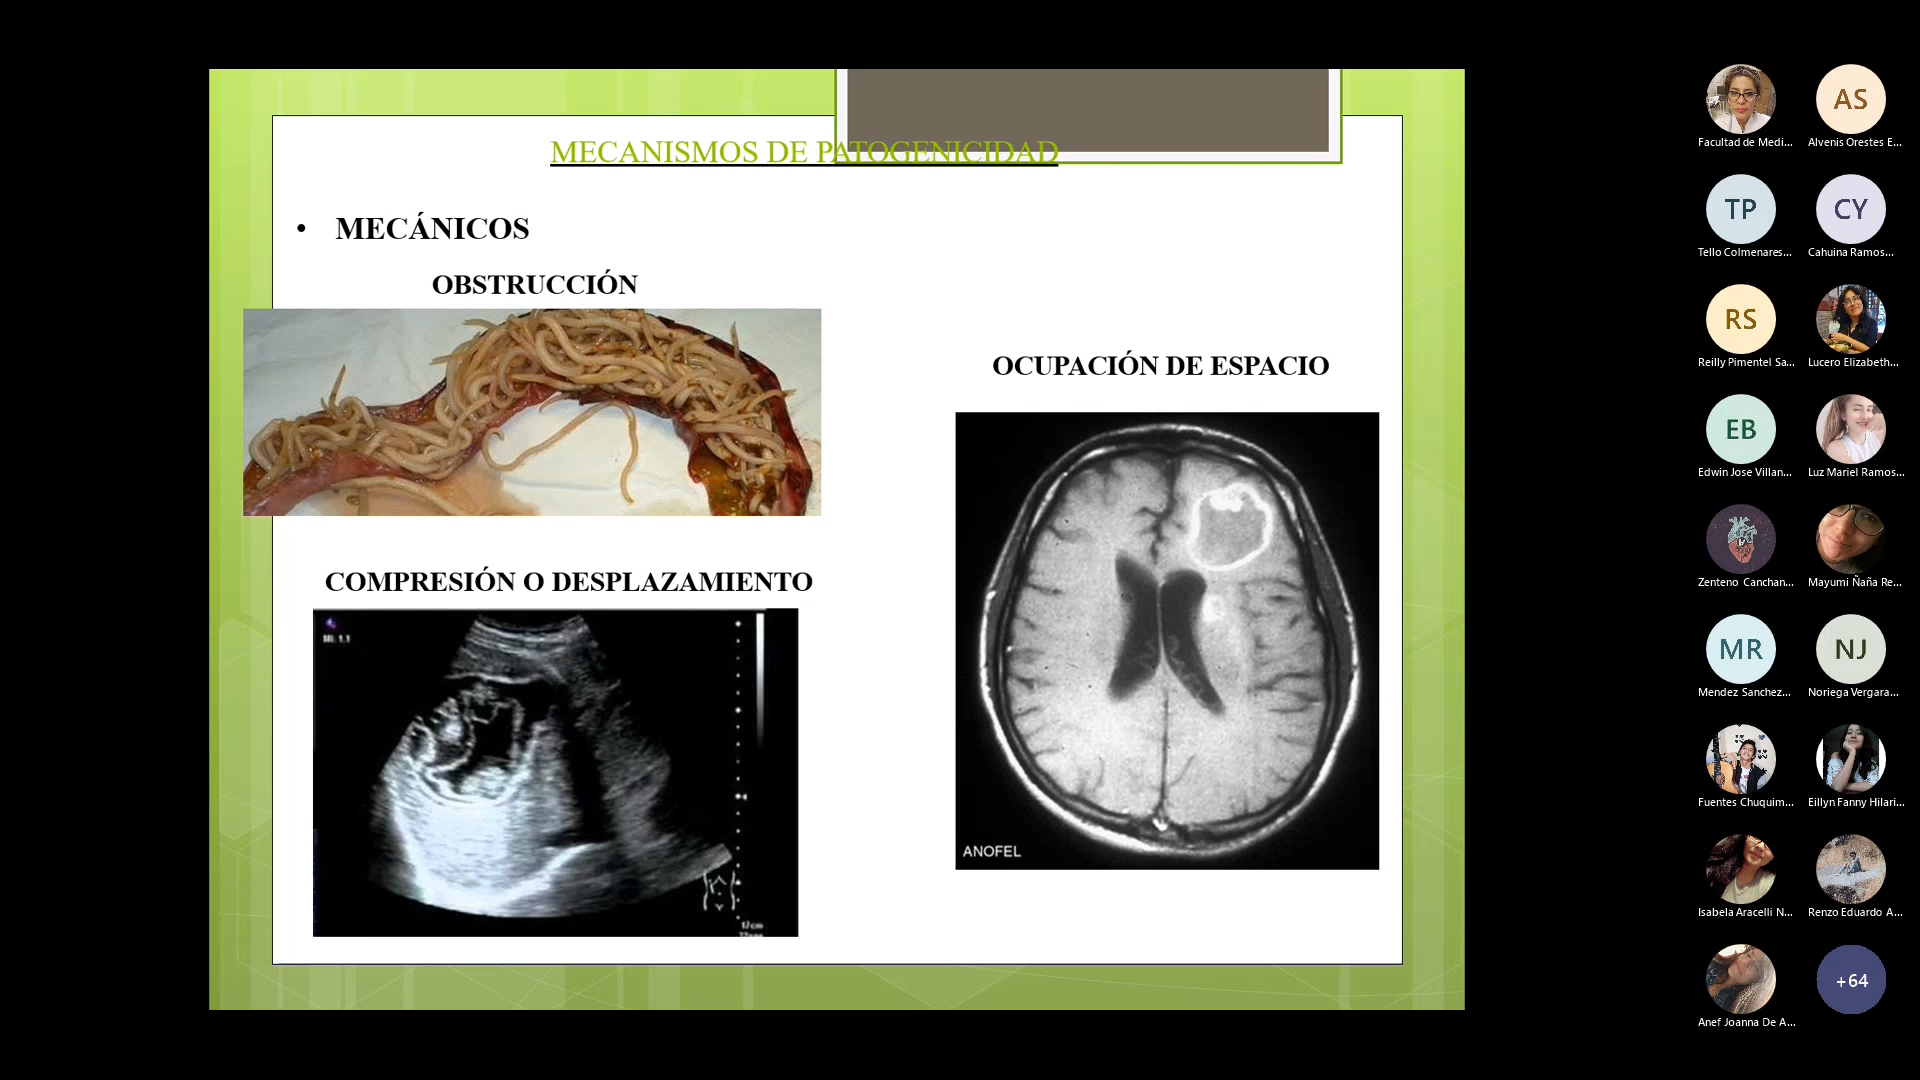 MECANISMOS DE PATOGENICIDAD
• MECÁNICOS
OBSTRUCCIÓN
OCUPACIÓN DE ESPACIO
COMPRESIÓN O DESPLAZAMIENTO
ANOFEL
17cm
AS
Facultad de Medi...
Alvenis Orestes E...
TP
CY
Tello Colmenares...
Cahuina Ramos...
RS
Reilly Pimentel Sa...
Lucero Elizabeth...
EB
Edwin Jose Villan...
Luz Mariel Ramos...
Zenteno Canchan...
Mayumi Ñaña Re...
MR
NJ
Mendez Sanchez...
Noriega Vergara...
Fuentes Chuquim...
Eillyn Fanny Hilari...
Isabela Aracelli N...
Renzo Eduardo A...
+64
Anef Joanna De A...